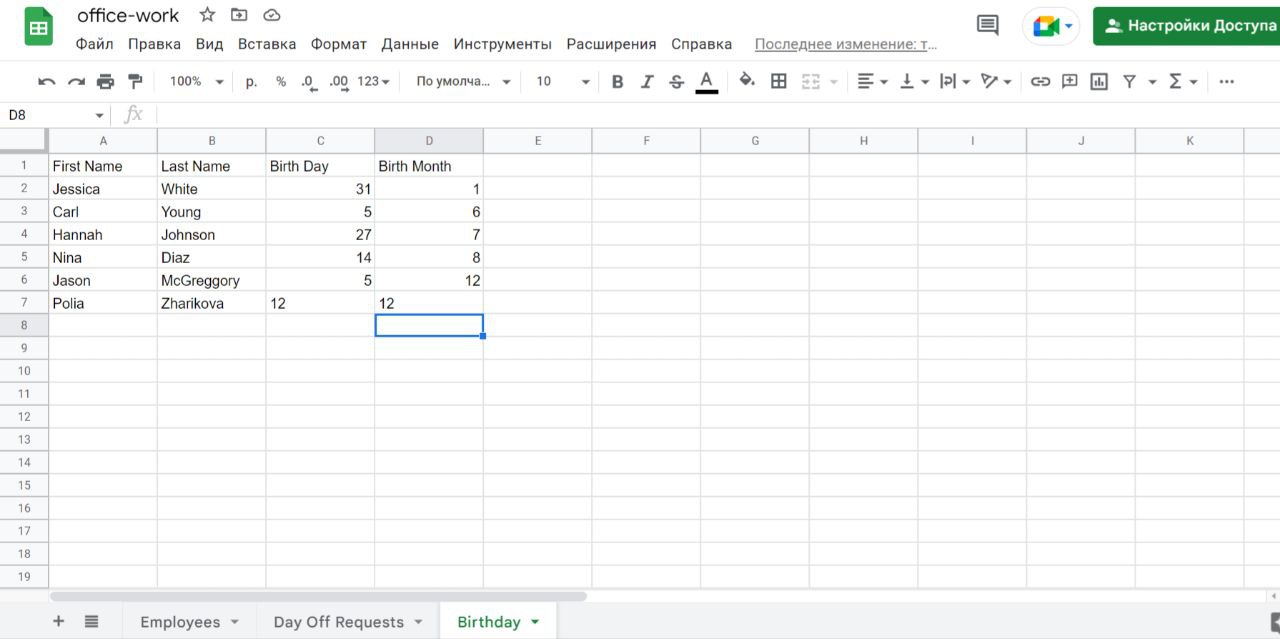 office-work
Файл Правка Вид Вставка Формат Данные Инструменты Расширения Справка Последнее изменение: т...
Настройки Доступа
100% р. % .0 .00 123 По умолча... 10 B I S A
D8 fx
A B C D E F G H I J K
1 First Name Last Name Birth Day Birth Month
2 Jessica White 31 1
3 Carl Young 5 6
4 Hannah Johnson 27 7
5 Nina Diaz 14 8
6 Jason McGreggory 5 12
7 Polia Zharikova 12 12
8
9
10
11
12
13
14
15
16
17
18
19
Employees Day Off Requests Birthday